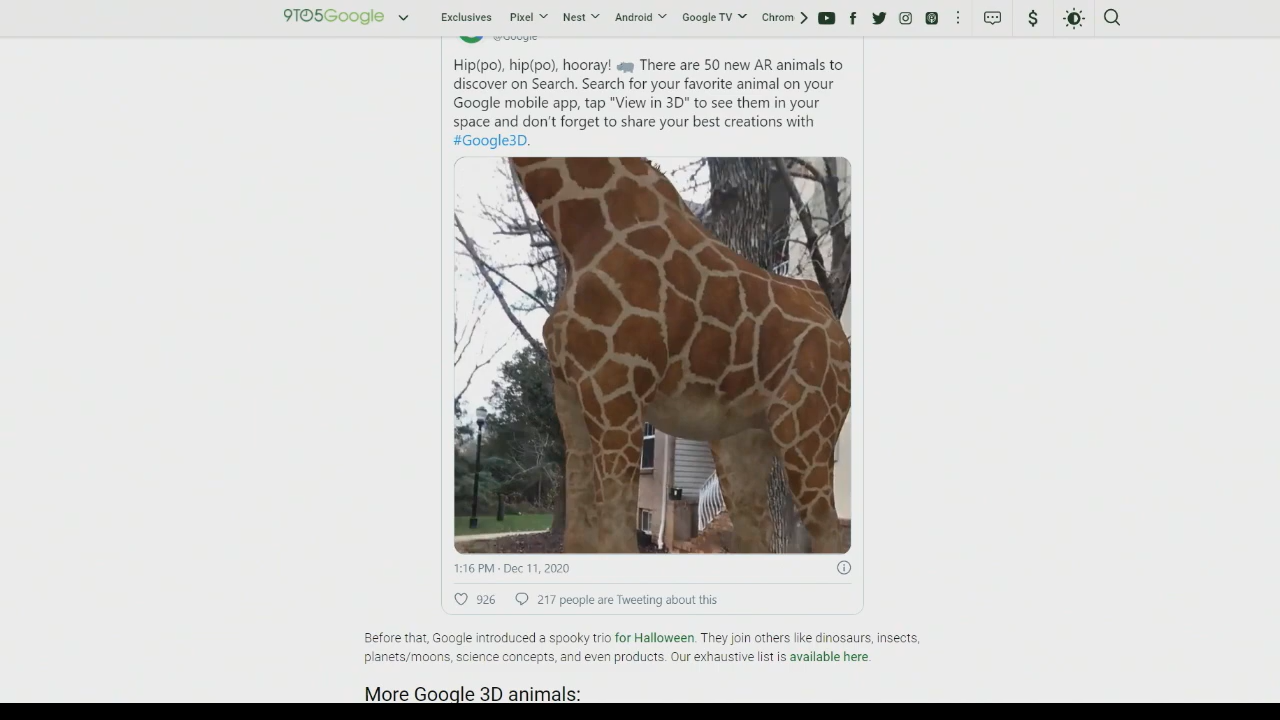 9TO5Google
Exclusives Pixel Nest Android Google TV Chrom
@Google
Hip(po), hip(po), hooray! There are 50 new AR animals to
discover on Search. Search for your favorite animal on your
Google mobile app, tap "View in 3D" to see them in your
space and don't forget to share your best creations with
#Google3D.
1:16 PM · Dec 11, 2020
926 217 people are Tweeting about this
Before that, Google introduced a spooky trio for Halloween. They join others like dinosaurs, insects,
planets/moons, science concepts, and even products. Our exhaustive list is available here.
More Google 3D animals: